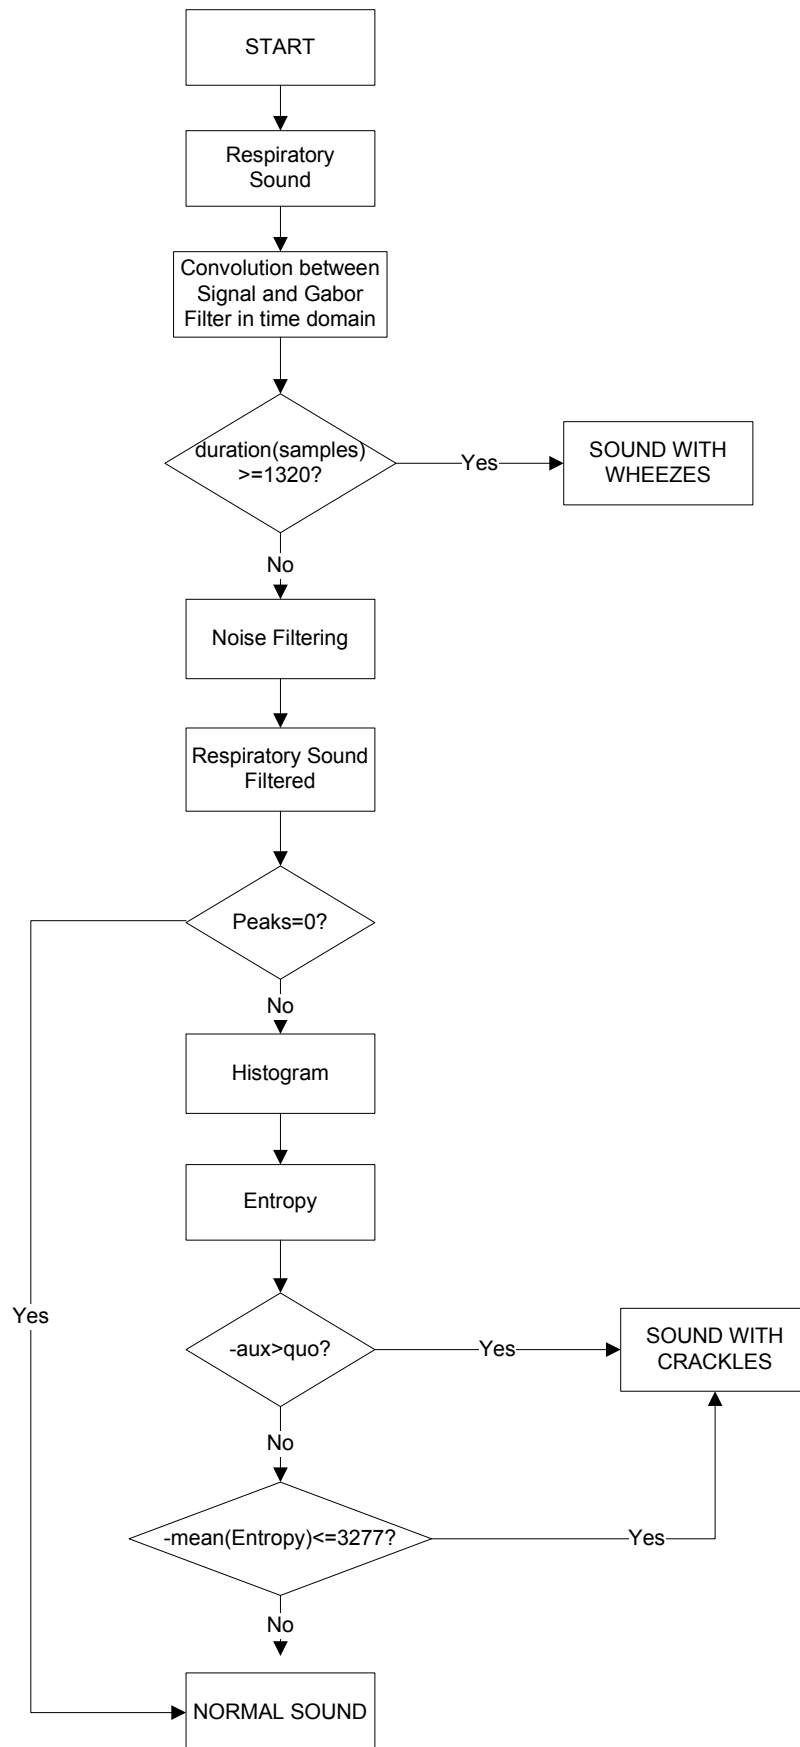 START
Respiratory
Sound
Convolution between
Signal and Gabor
Filter in time domain
duration(samples)
>=1320?
Yes
SOUND WITH
WHEEZES
No
Noise Filtering
Respiratory Sound
Filtered
Peaks=0?
No
Histogram
Entropy
Yes
-aux>quo?
Yes
SOUND WITH
CRACKLES
No
-mean(Entropy)<=3277?
Yes
No
NORMAL SOUND